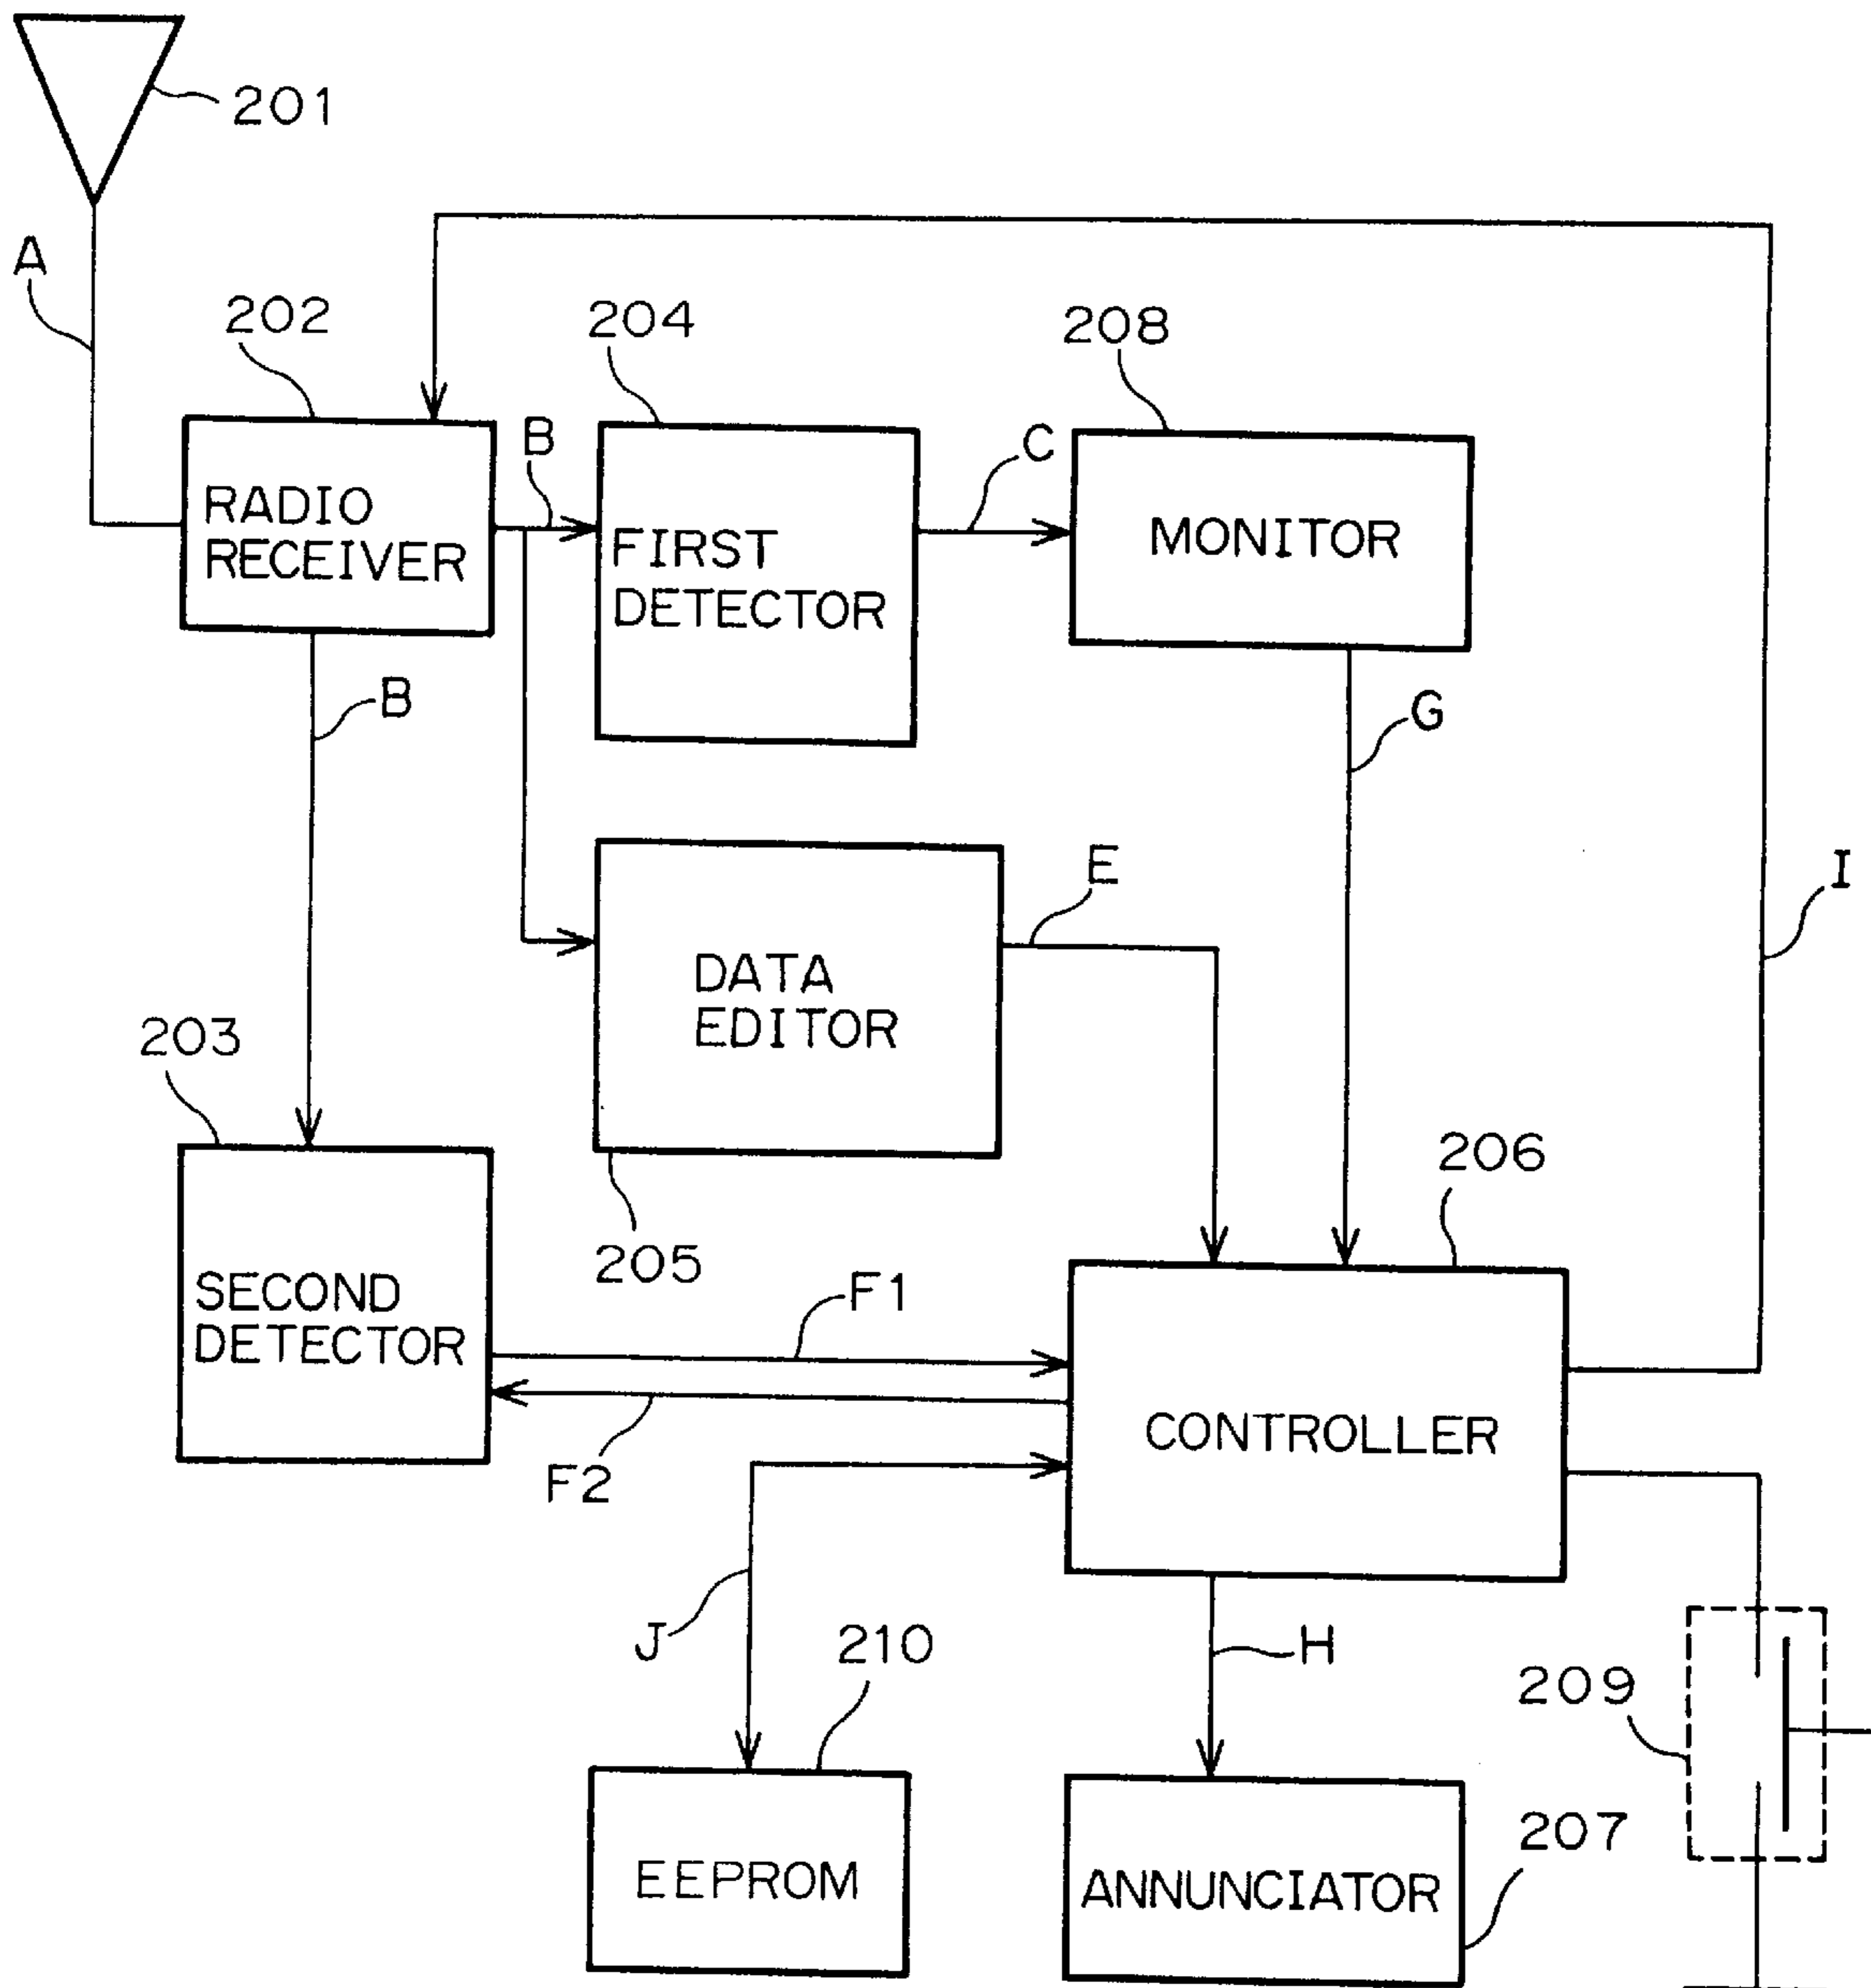 201
A
202
204
208
B
C
RADIO
RECEIVER
FIRST
DETECTOR
MONITOR
B
G
E
I
DATA
EDITOR
203
206
205
SECOND
DETECTOR
F1
CONTROLLER
F2
J
210
H
209
207
EEPROM
ANNUNCIATOR